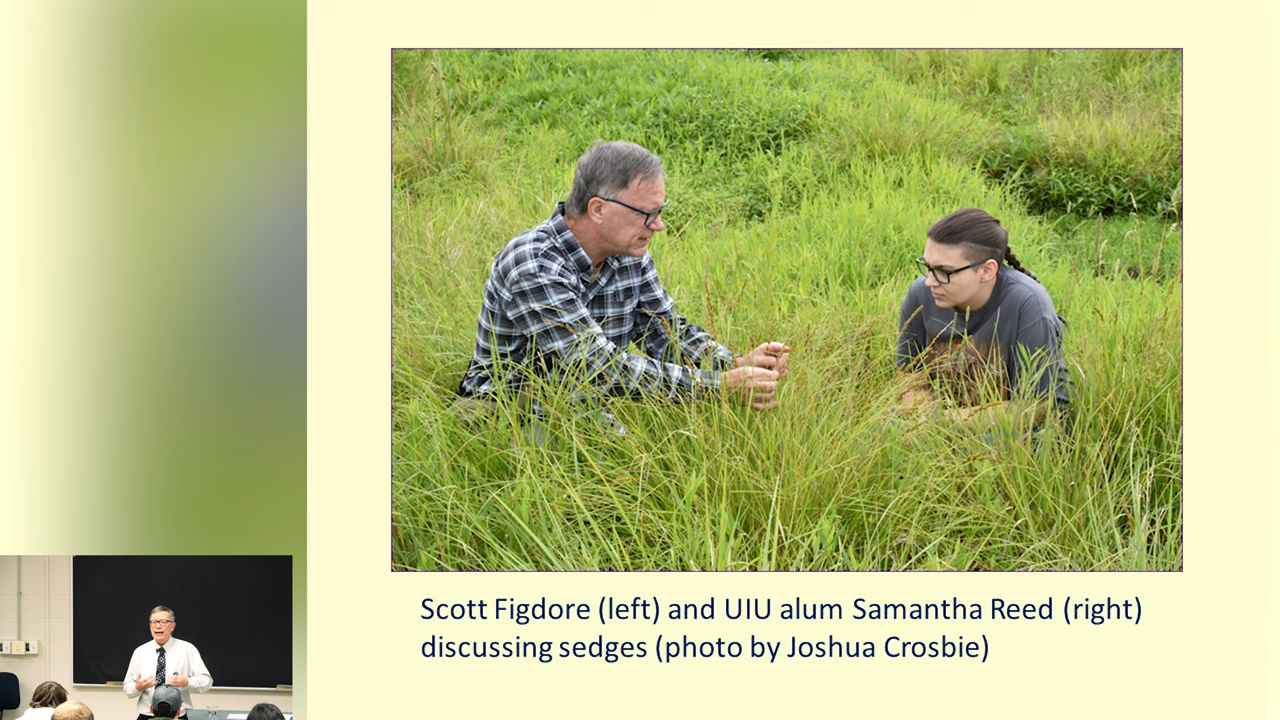 Scott Figdore (left) and UIU alum Samantha Reed (right)
discussing sedges (photo by Joshua Crosbie)